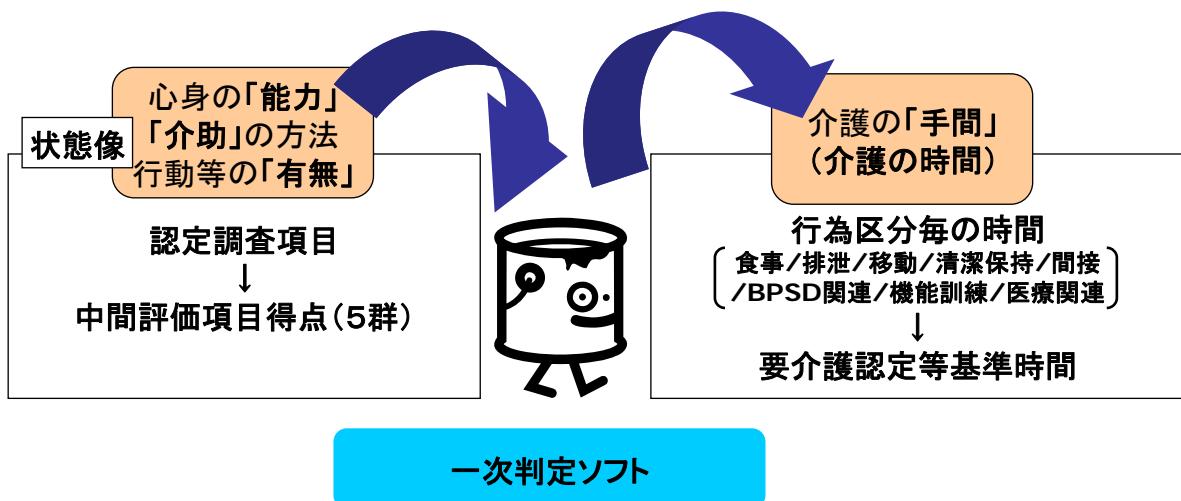 状態像
心身の「能力」
「介助」の方法
行動等の「有無」
認定調査項目
↓
中間評価項目得点(5群)
介護の「手間」
(介護の時間)
行為区分毎の時間
食事/排泄/移動/清潔保持/間接
/BPSD関連/機能訓練/医療関連
↓
要介護認定等基準時間
一次判定ソフト